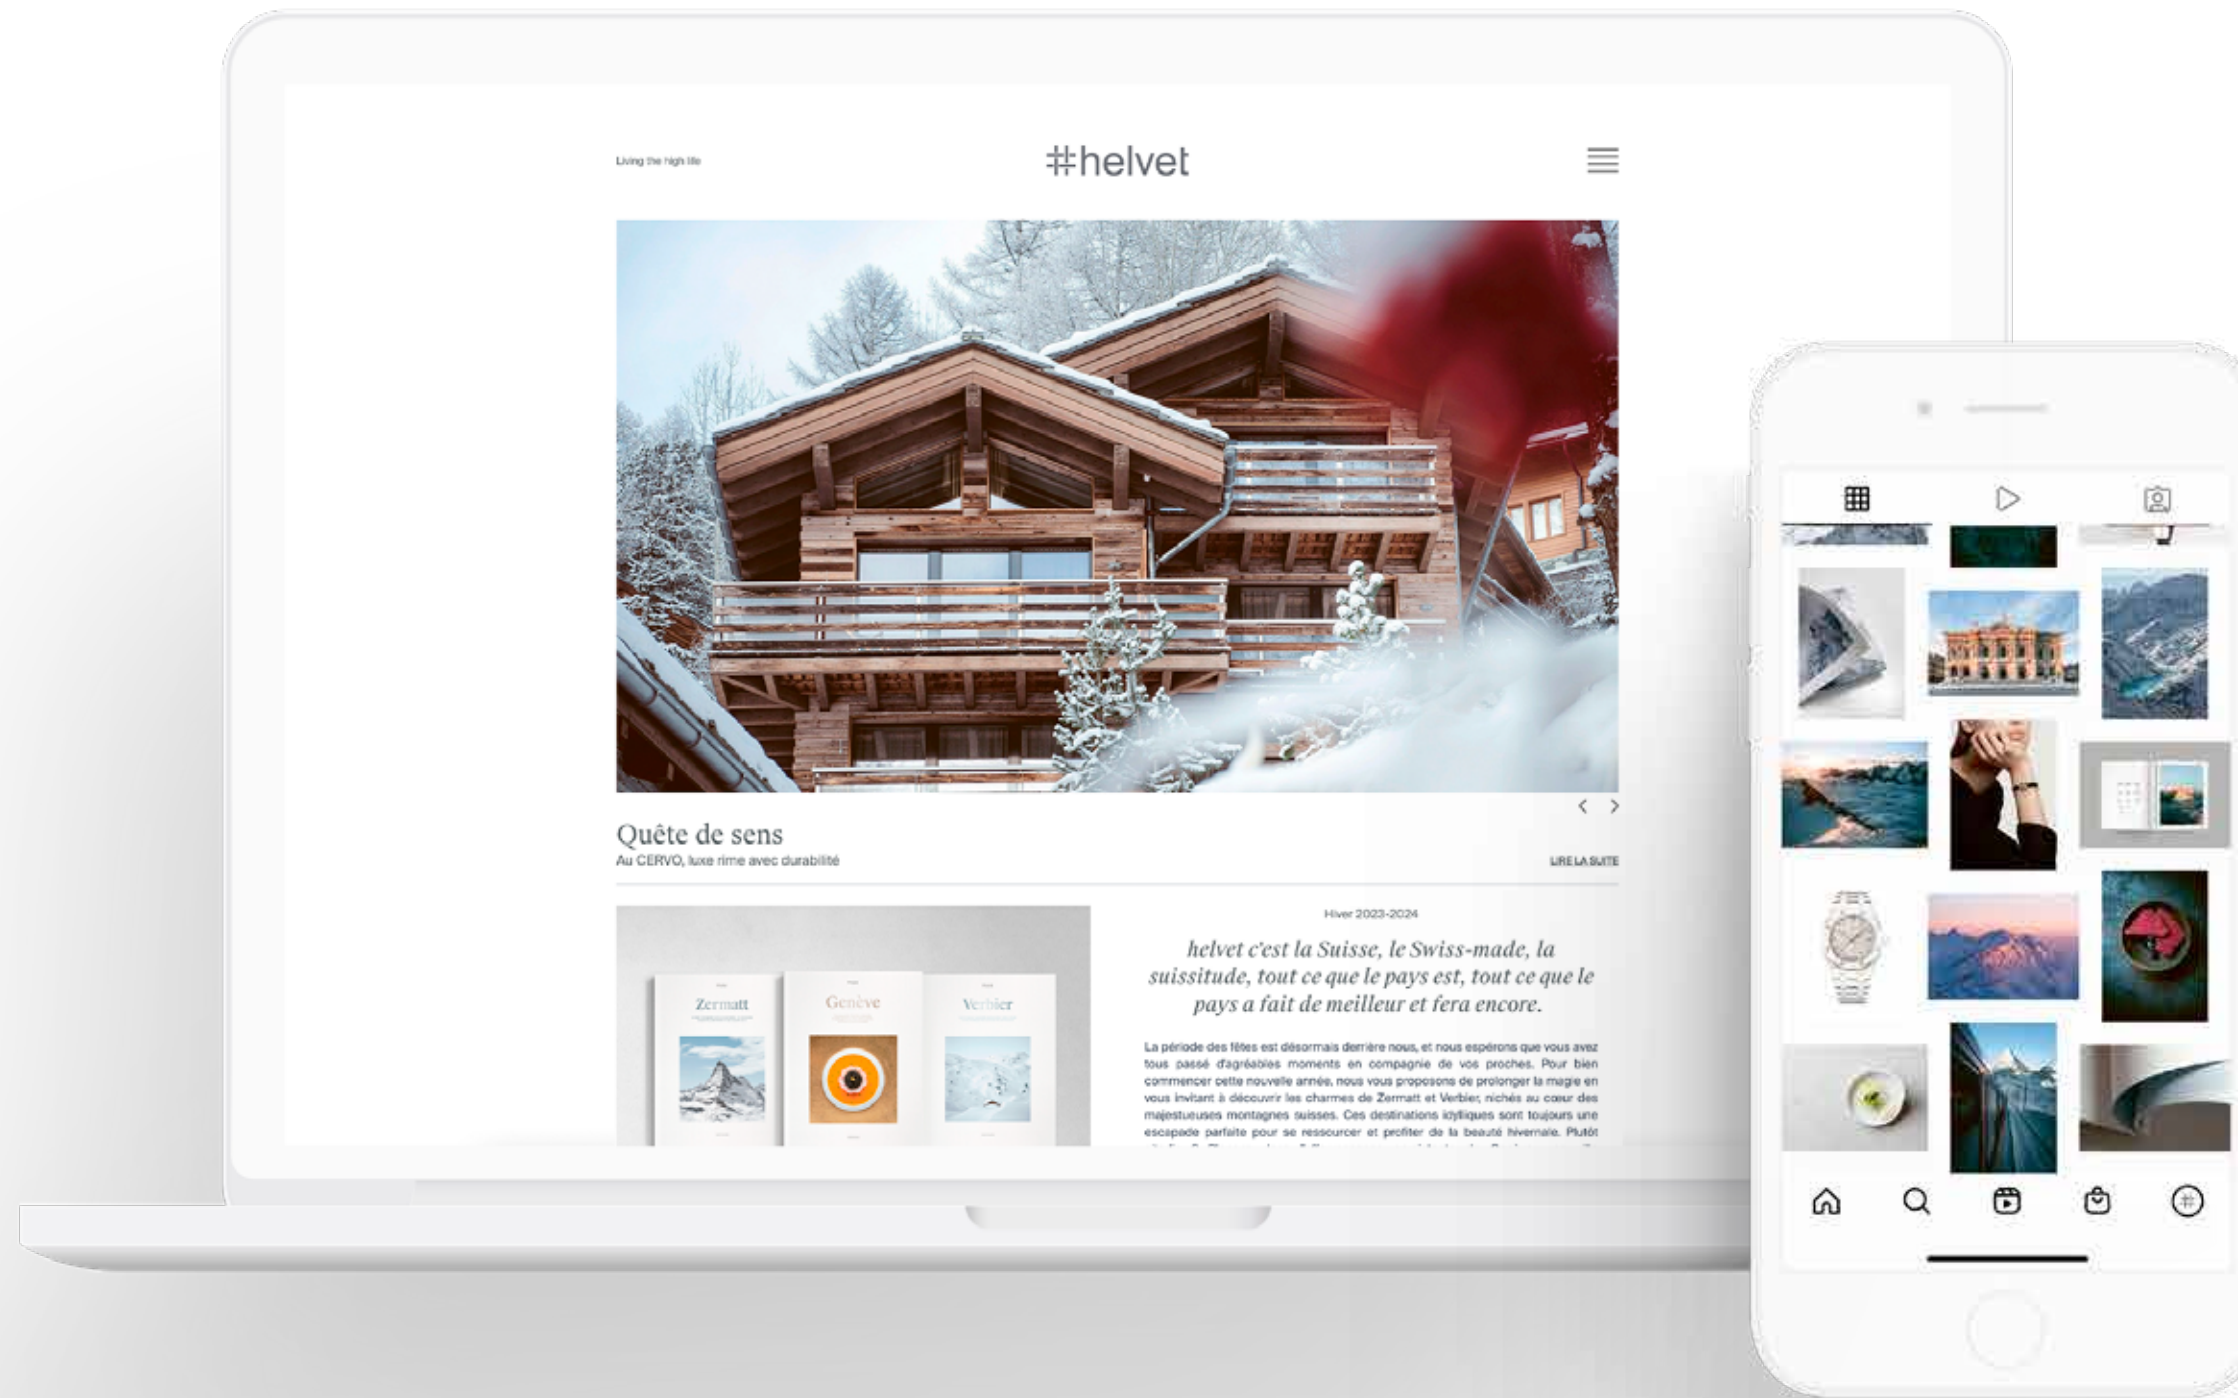 Living the high life
#helvet
Quête de sens
Au CERVO, luxe rime avec durabilité
LIRE LA SUITE
Zermatt
Genève
Verbier
Hiver 2023-2024
helvet c'est la Suisse, le Swiss-made, la
suissitude, tout ce que le pays est, tout ce que le
pays a fait de meilleur et fera encore.
La période des fêtes est désormais derrière nous, et nous espérons que vous avez
tous passé d'agréables moments en compagnie de vos proches. Pour bien
commencer cette nouvelle année, nous vous proposons de prolonger la magie en
vous invitant à découvrir les charmes de Zermatt et Verbier, nichés au cœur des
majestueuses montagnes suisses. Ces destinations idylliques sont toujours une
escapade parfaite pour se ressourcer et profiter de la beauté hivernale. Plutôt